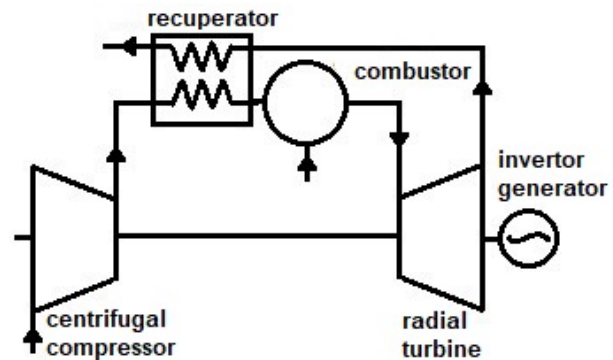 recuperator
combustor
invertor
generator
centrifugal
compressor
radial
turbine